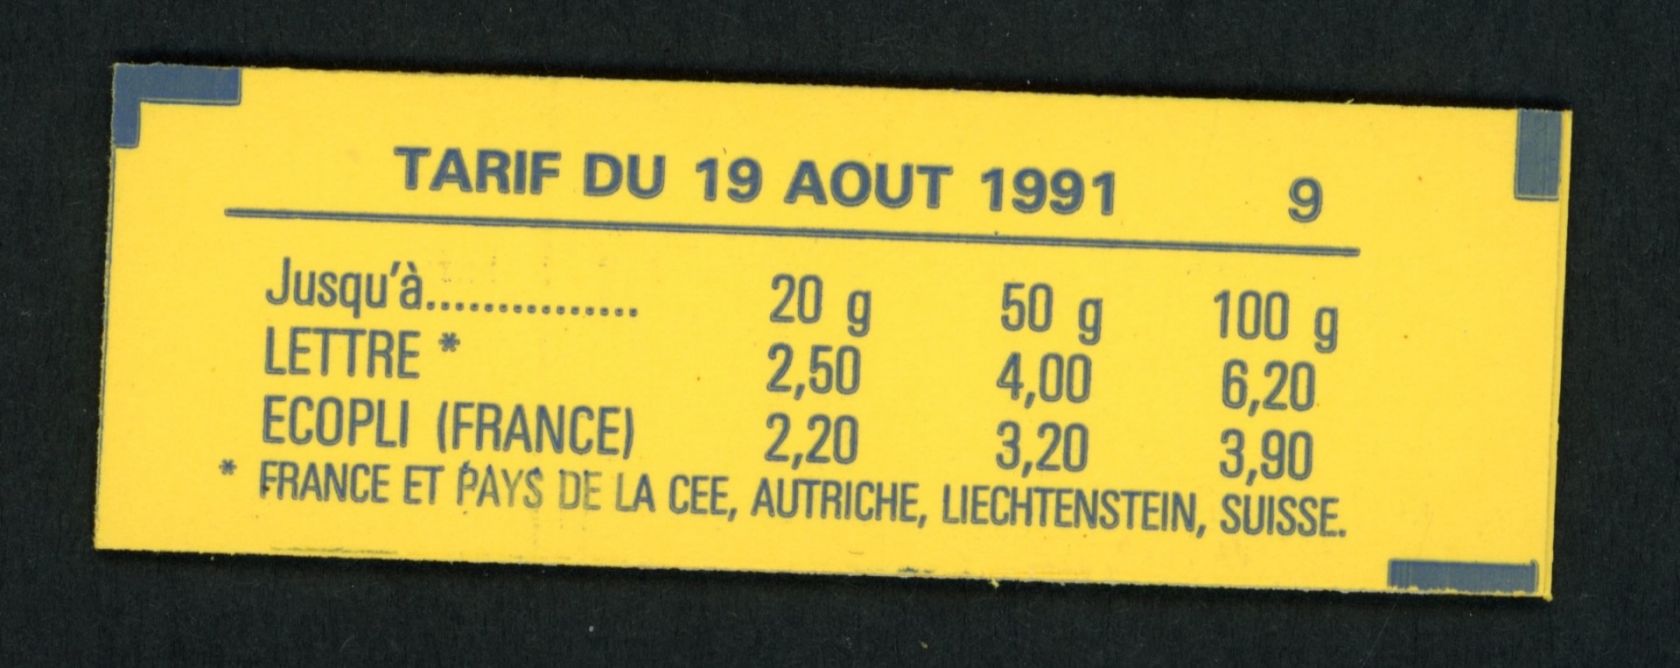 TARIF DU 19 AOUT 1991 9
Jusqu'à............... 20 g 50 g 100 g
LETTRE * 2,50 4,00 6,20
ECOPLI (FRANCE) 2,20 3,20 3,90
* FRANCE ET PAYS DE LA CEE, AUTRICHE, LIECHTENSTEIN, SUISSE.